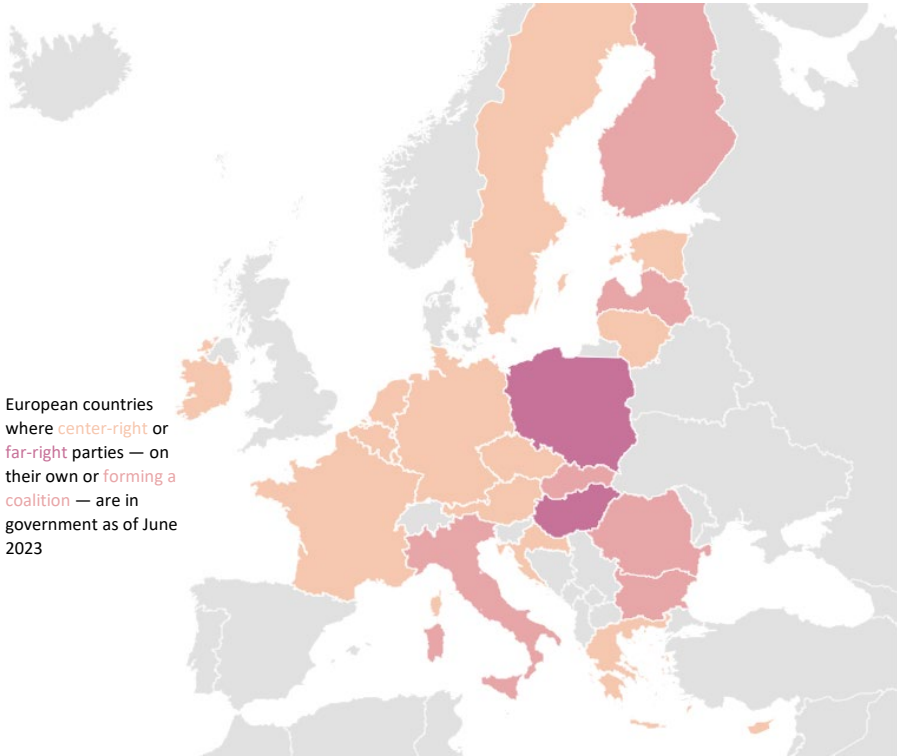 European countries
where center-right or
far-right parties — on
their own or forming a
coalition — are in
government as of June
2023